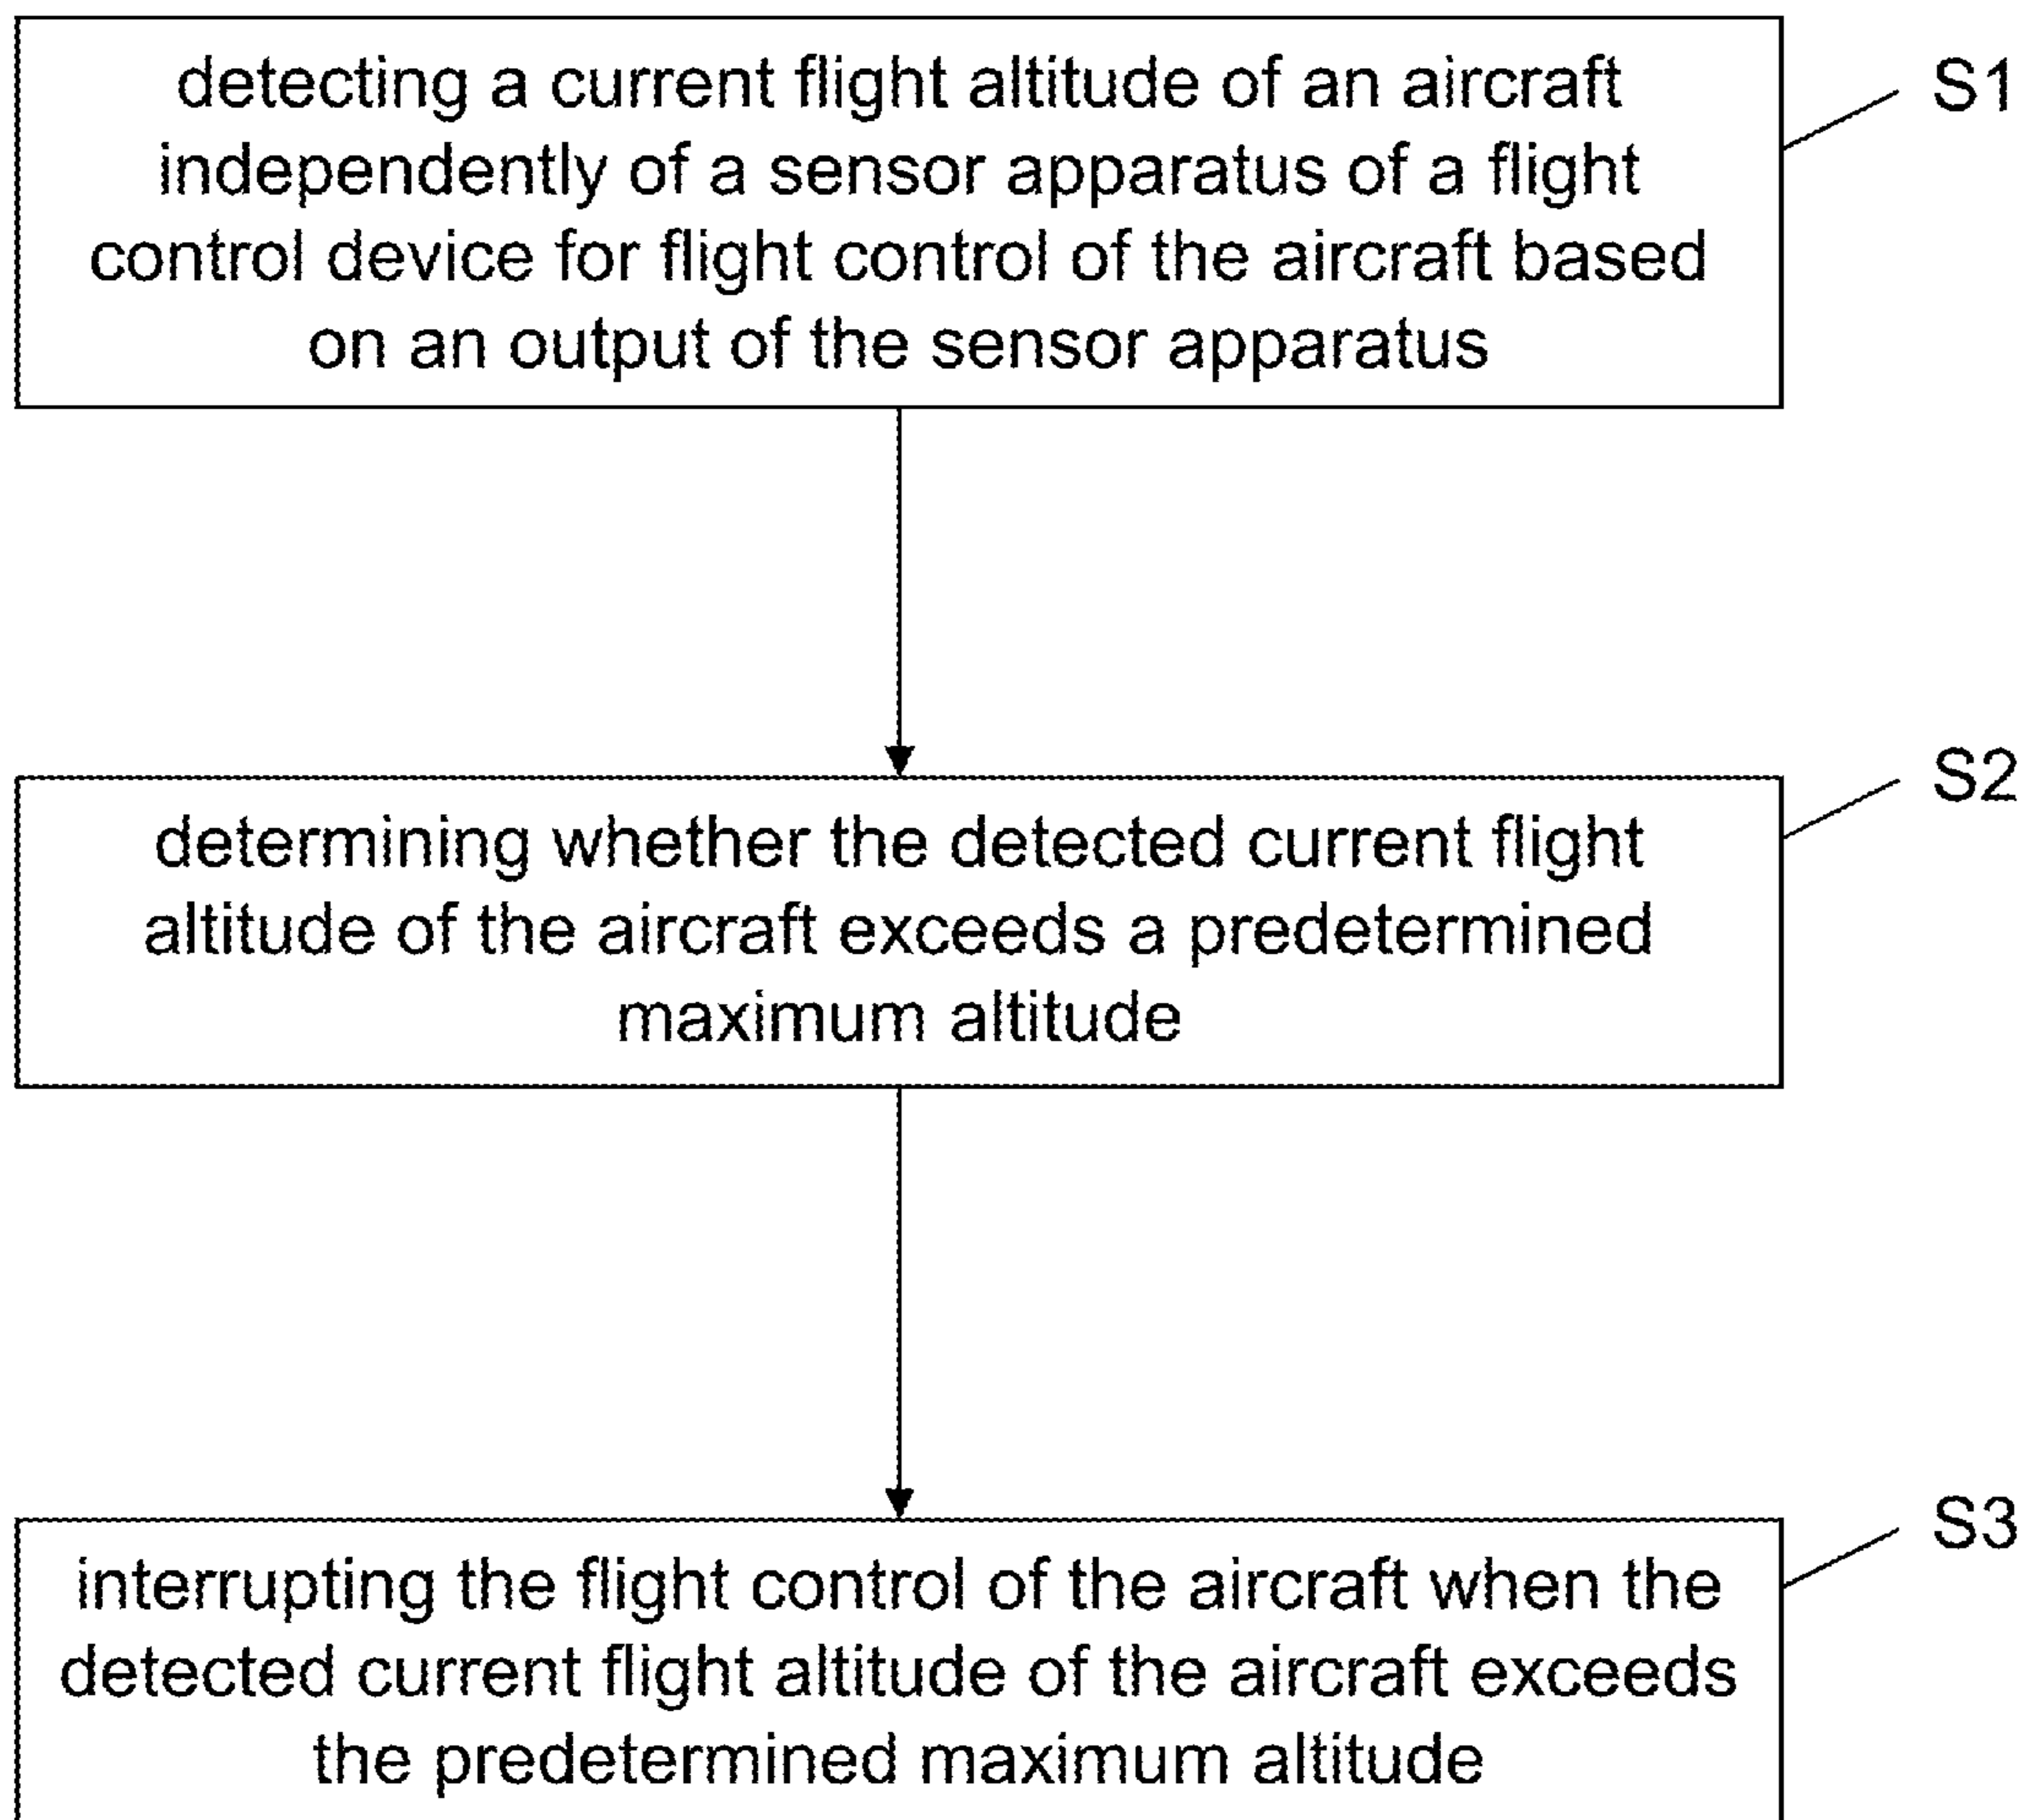 detecting a current flight altitude of an aircraft
independently of a sensor apparatus of a flight
control device for flight control of the aircraft based
on an output of the sensor apparatus
S1
determining whether the detected current flight
altitude of the aircraft exceeds a predetermined
maximum altitude
S2
interrupting the flight control of the aircraft when the
detected current flight altitude of the aircraft exceeds
the predetermined maximum altitude
S3